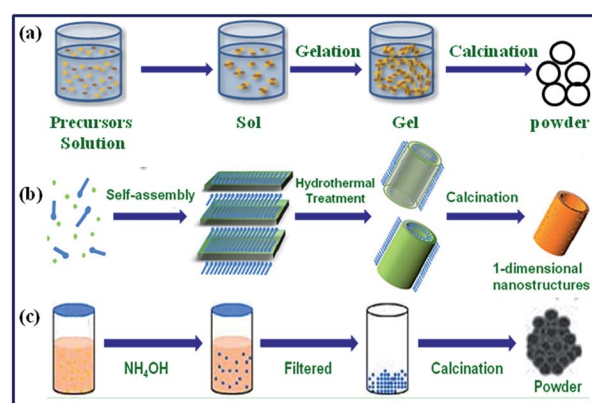 (a)
Gelation
Calcination
Precursors
Solution
Sol
Gel
powder
(b)
Self-assembly
Hydrothermal
Treatment
Calcination
1-dimensional
nanostructures
(c)
NH₄OH
Filtered
Calcination
Powder